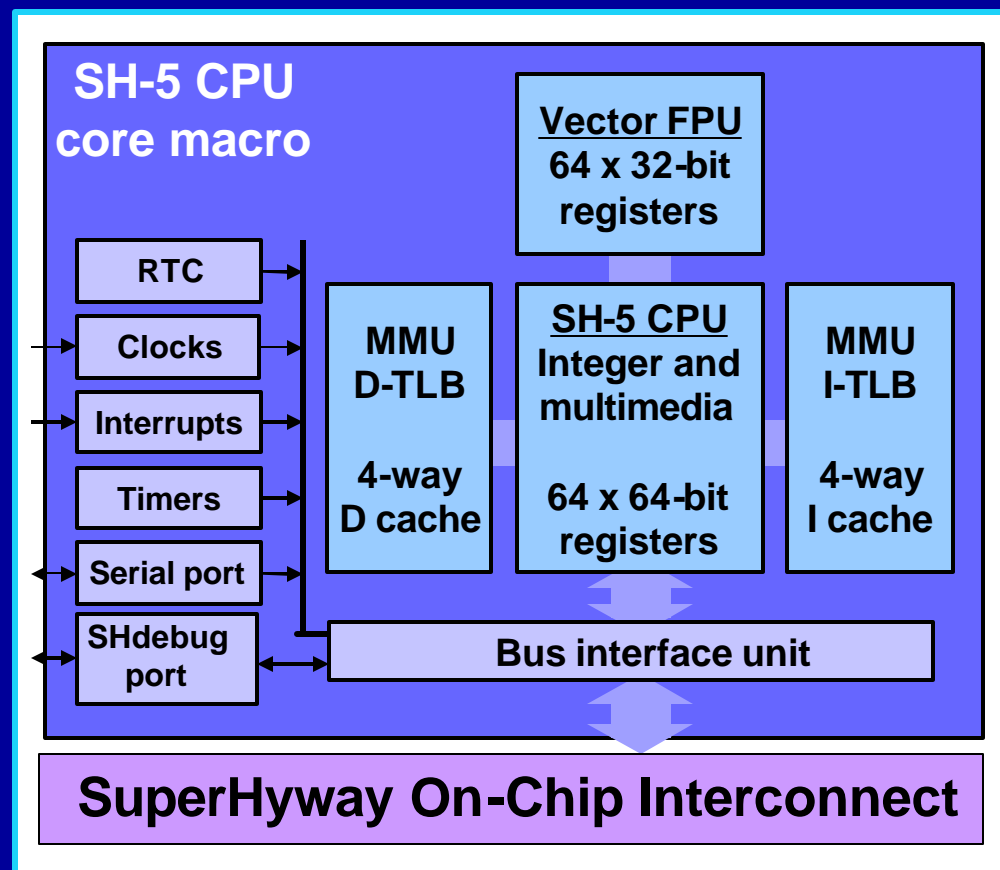 SH-5 CPU
core macro
Vector FPU
64 x 32-bit
registers
RTC
Clocks
Interrupts
Timers
Serial port
SHdebug
port
MMU
D-TLB
4-way
D cache
SH-5 CPU
Integer and
multimedia
64 x 64-bit
registers
MMU
I-TLB
4-way
I cache
Bus interface unit
SuperHyway On-Chip Interconnect